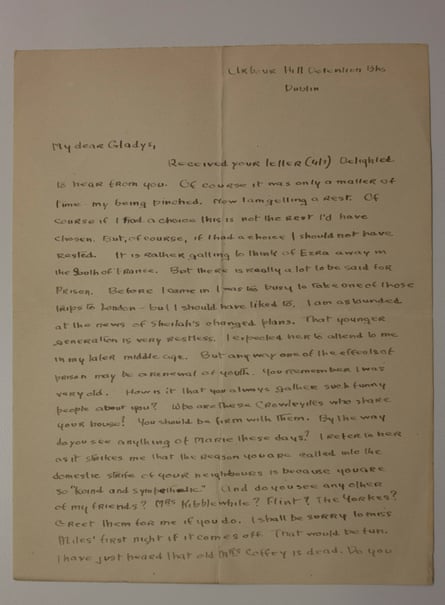 Arbour Hill Detention Bks
Dublin
My dear Gladys,
Received your letter (4/1) Delighted
to hear from you. Of course it was only a matter of
time - my being pinched. Now I am getting a rest. Of
course if I had a choice this is not the rest I'd have
chosen. But, of course, if I had a choice I should not have
rested. It is rather galling to think of Ezra away in
the South of France. But there is really a lot to be said for
Prison. Before I came in I was too busy to take one of those
trips to London - but I should have liked to. I am astounded
at the news of Sheilah's changed plans. That younger
generation is very restless. I expected her to attend to me
in my later middle age. But anyway one of the effects of
prison may be a renewal of youth. You remember I was
very old. How is it that you always gather such funny
people about you? Who are these Crowleyites who share
your house? You should be firm with them. By the way
do you see anything of Marie these days? I refer to her
as it strikes me that the reason you are called into the
domestic strife of your neighbours is because you are
so "kound and sympathetic." And do you see any other
of my friends? Mrs Kibblewhite? Flint? The Yorkes?
Greet them for me if you do. I shall be surry to miss
Miles' first night if it comes off. That would be fun.
I have just heard that old Mrs Coffey is dead. Do you